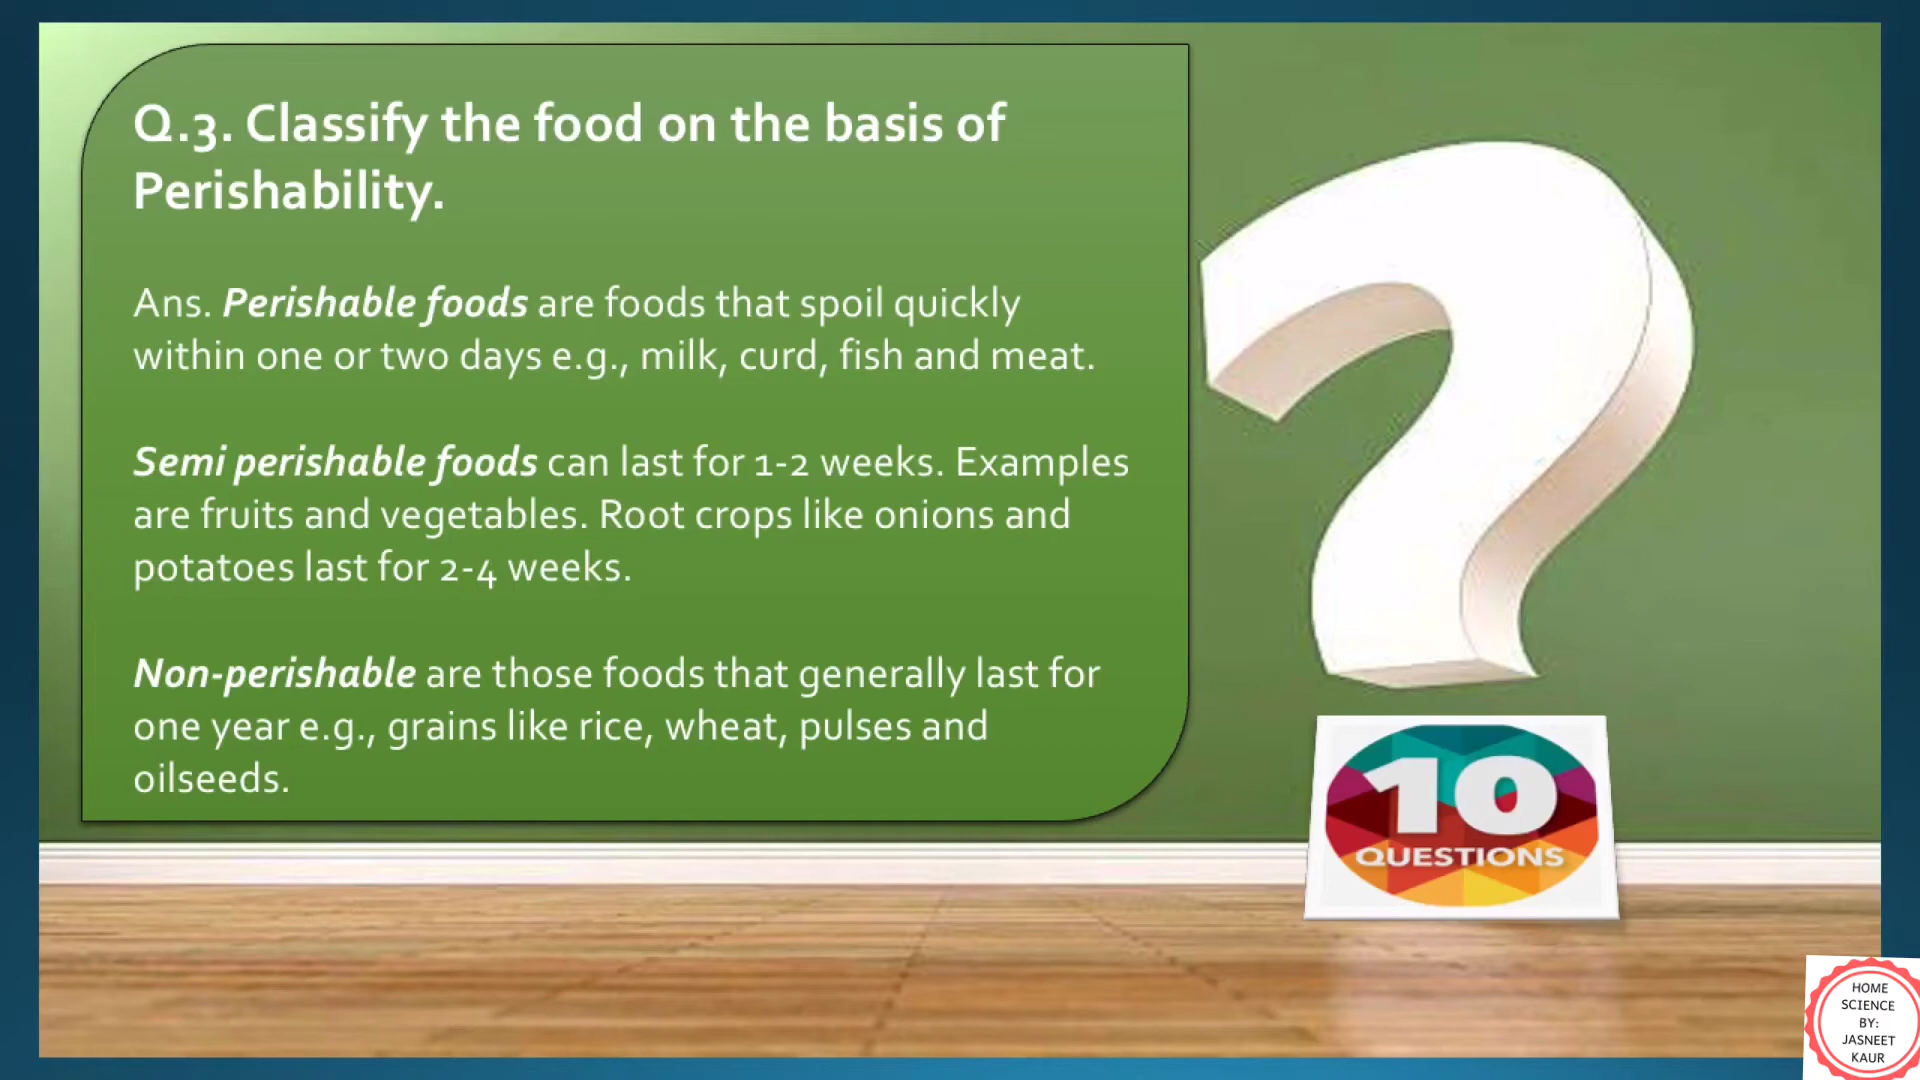 Q.3. Classify the food on the basis of
Perishability.
Ans. Perishable foods are foods that spoil quickly
within one or two days e.g., milk, curd, fish and meat.
Semi perishable foods can last for 1-2 weeks. Examples
are fruits and vegetables. Root crops like onions and
potatoes last for 2-4 weeks.
Non-perishable are those foods that generally last for
one year e.g., grains like rice, wheat, pulses and
oilseeds.
10
QUESTIONS
HOME
SCIENCE
BY:
JASNEET
KAUR